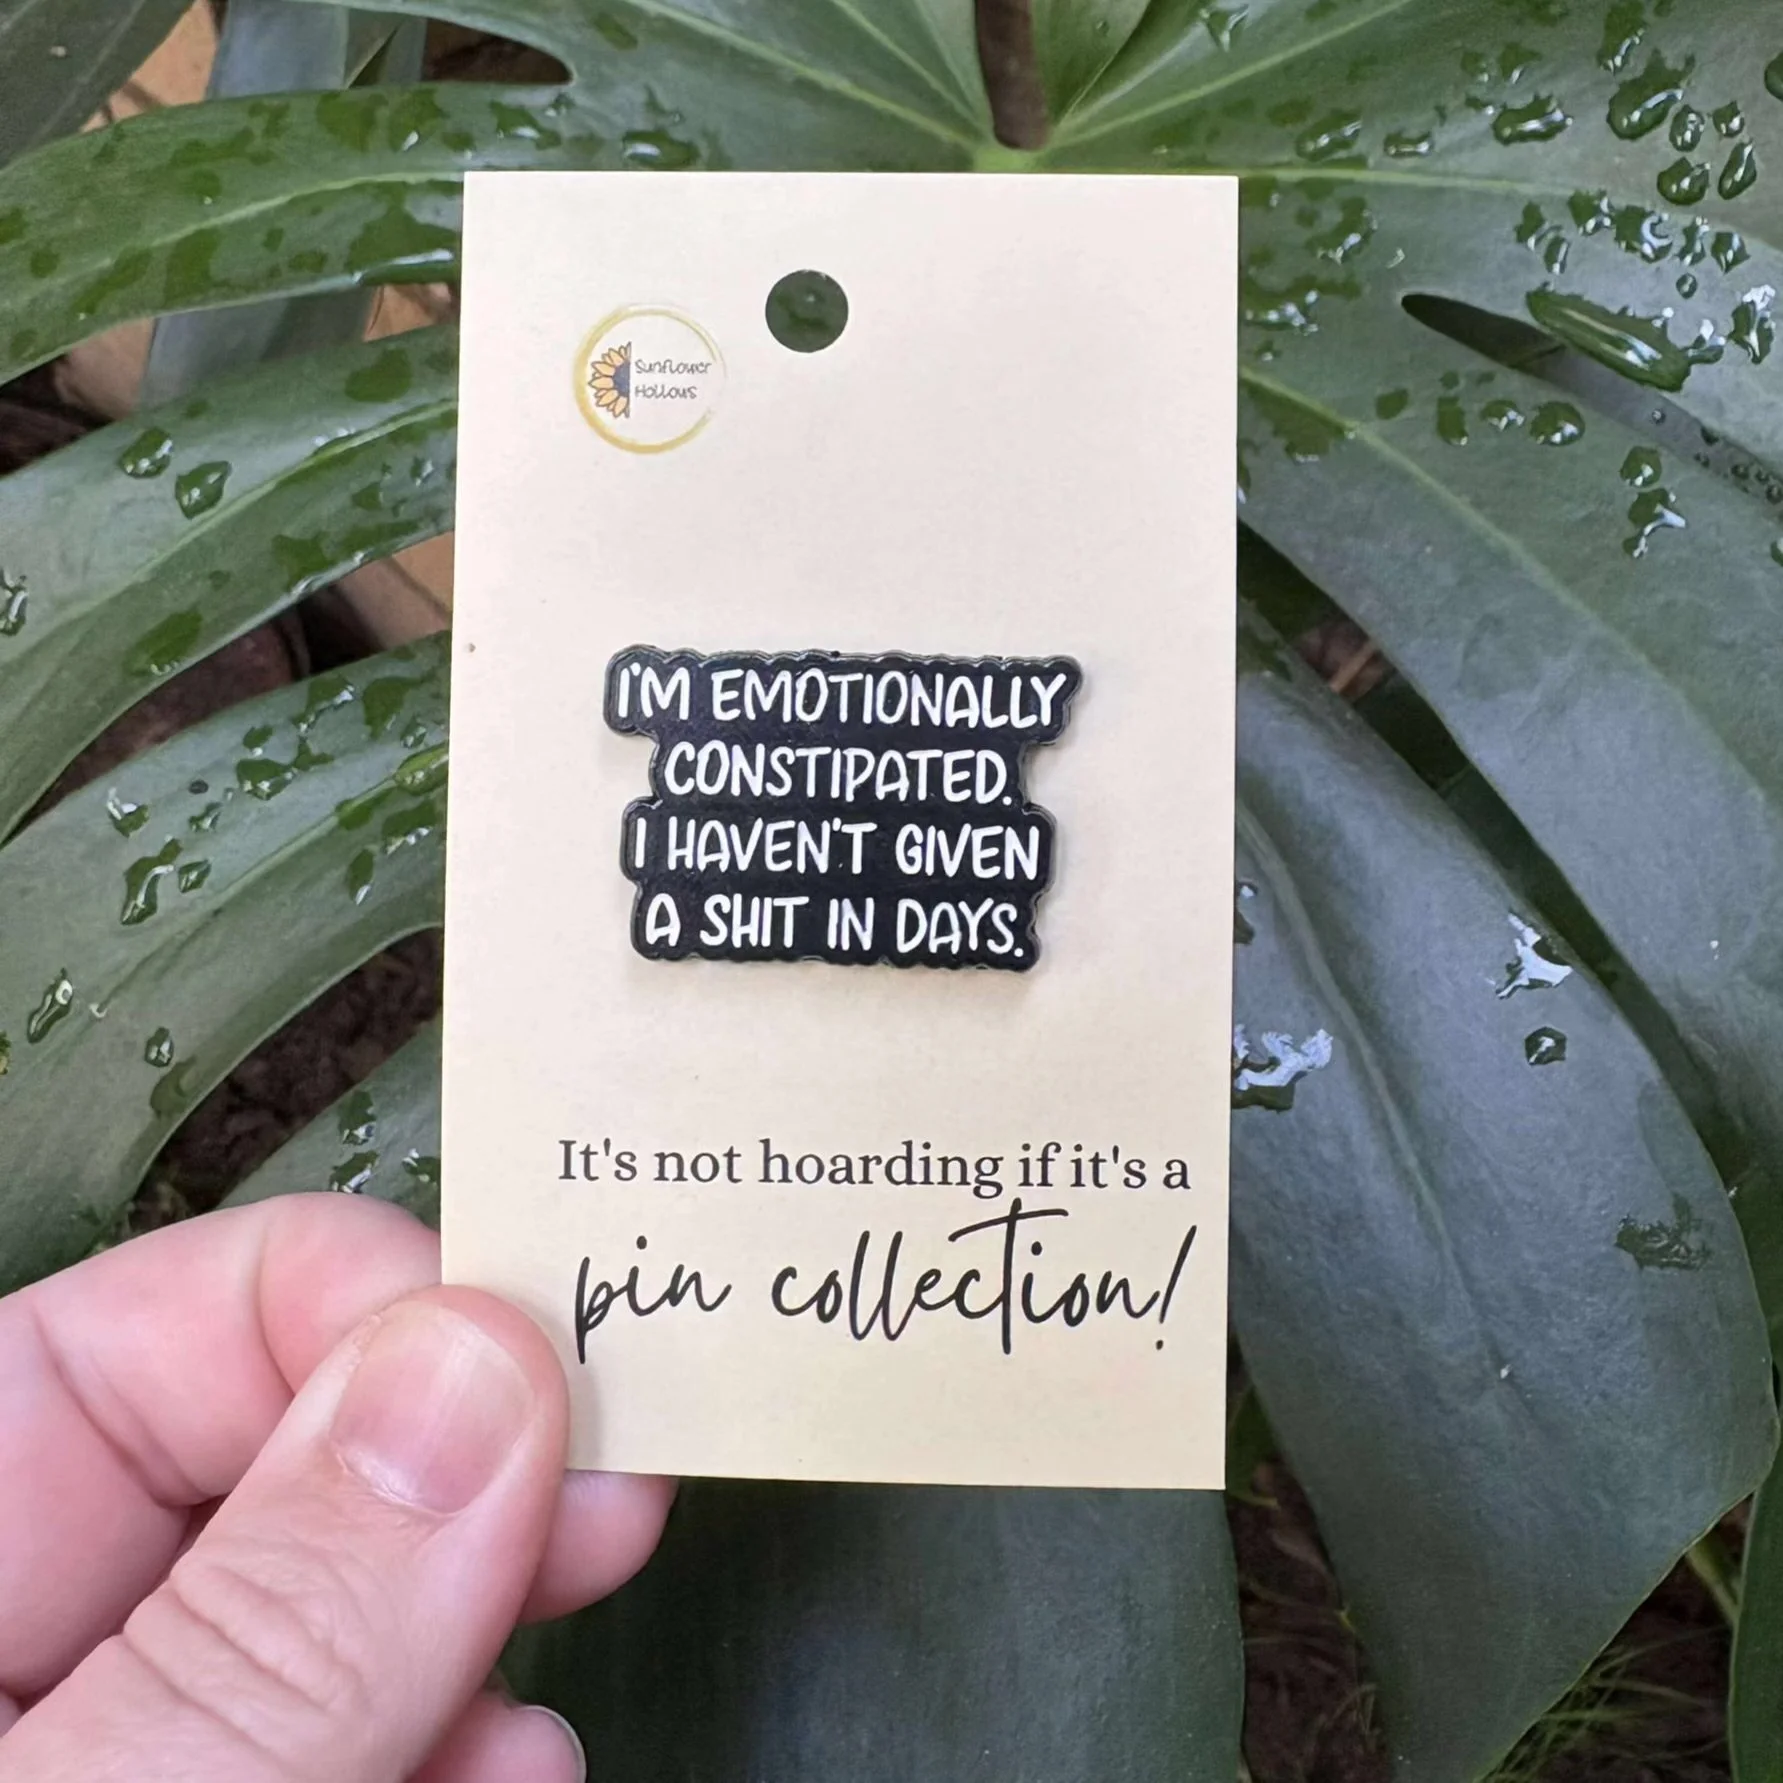 Sunflower
Hollows
I'M EMOTIONALLY
CONSTIPATED.
I HAVEN'T GIVEN
A SHIT IN DAYS.
It's not hoarding if it's a
pin collection!